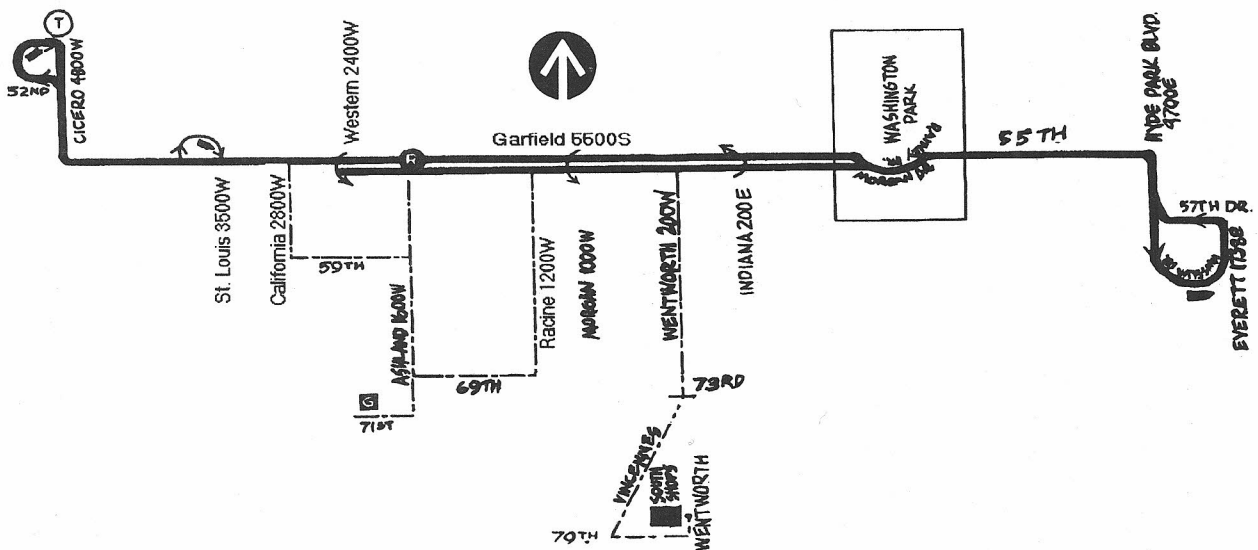 T
52ND
CICERO 4800W
St. Louis 3500W
California 2800W
Western 2400W
59TH
R
ASHLAND 1600W
G
71ST
69TH
Racine 1200W
Garfield 5500S
MORGAN 1000W
WENTWORTH 200W
73RD
VINCENNES
SOUTH
SHOPS
79TH
WENTWORTH
INDIANA 200E
WASHINGTON
PARK
MORGAN DR.
55TH
HYDE PARK BLVD.
57TH DR.
EVERETT 1738E